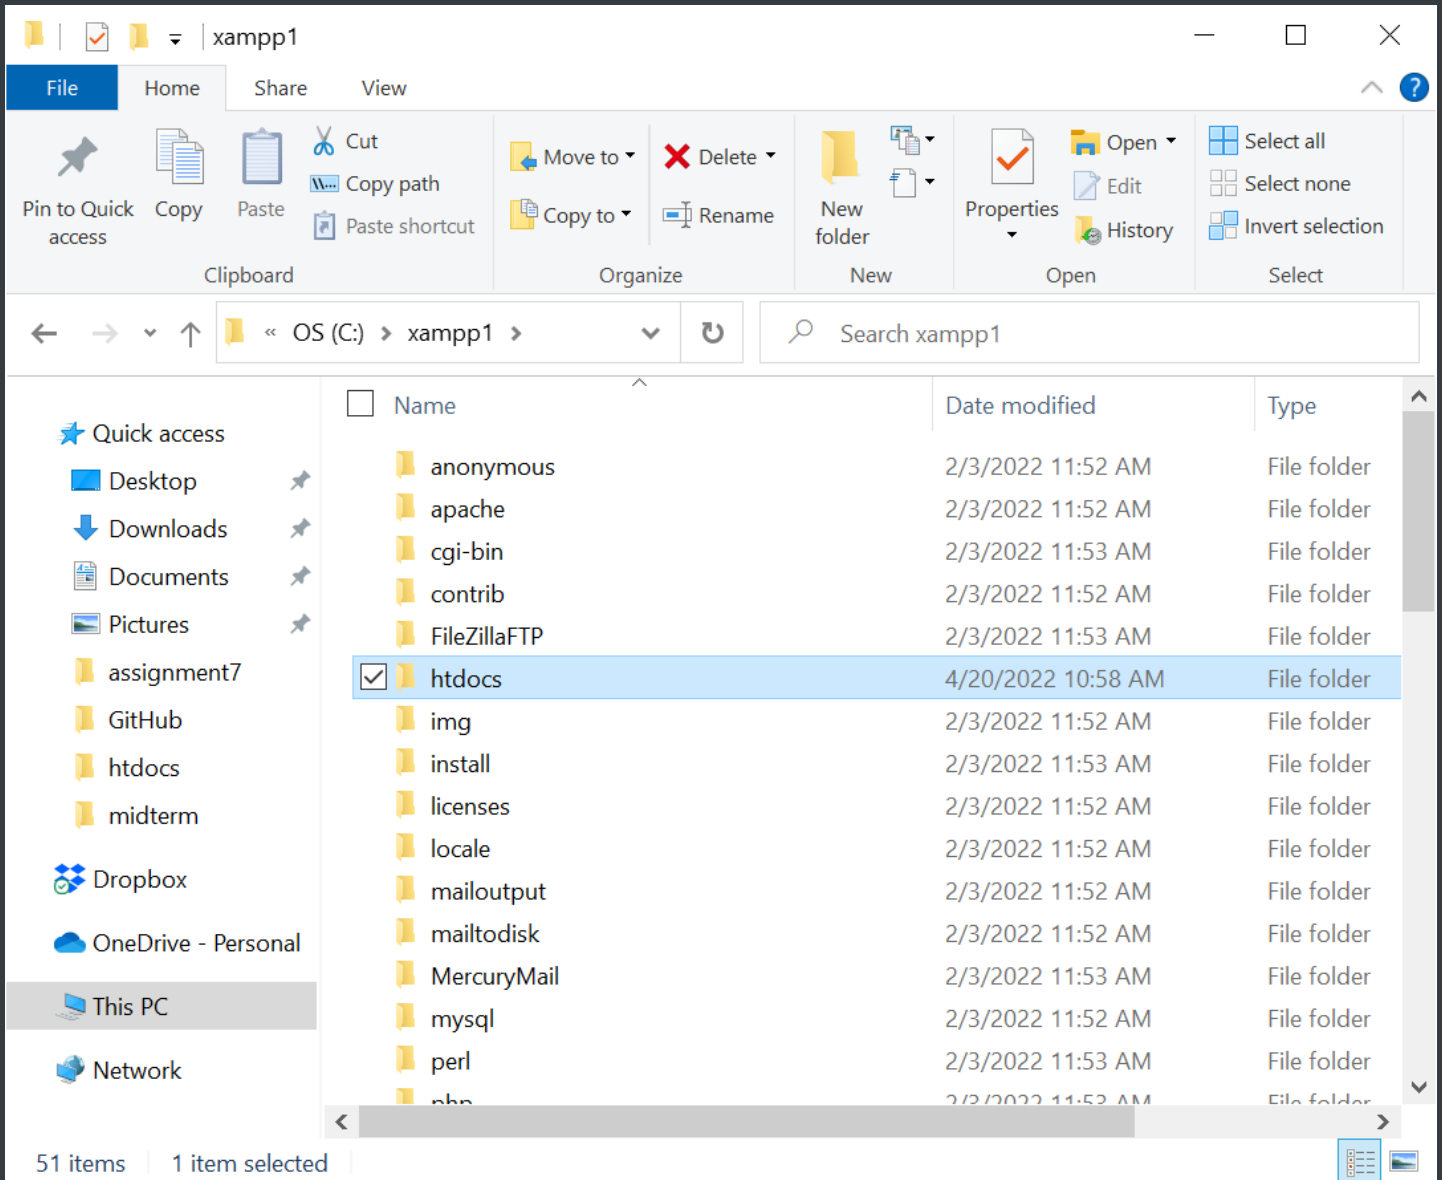 xampp1
File Home Share View
Pin to Quick access
Copy
Paste
Cut
Copy path
Paste shortcut
Clipboard
Move to
Copy to
Delete
Rename
Organize
New folder
New
Properties
Open
Edit
History
Open
Select all
Select none
Invert selection
Select
« OS (C:) > xampp1 >
Search xampp1
Quick access
Desktop
Downloads
Documents
Pictures
assignment7
GitHub
htdocs
midterm
Dropbox
OneDrive - Personal
This PC
Network
Name Date modified Type
anonymous 2/3/2022 11:52 AM File folder
apache 2/3/2022 11:52 AM File folder
cgi-bin 2/3/2022 11:53 AM File folder
contrib 2/3/2022 11:52 AM File folder
FileZillaFTP 2/3/2022 11:53 AM File folder
htdocs 4/20/2022 10:58 AM File folder
img 2/3/2022 11:52 AM File folder
install 2/3/2022 11:53 AM File folder
licenses 2/3/2022 11:52 AM File folder
locale 2/3/2022 11:52 AM File folder
mailoutput 2/3/2022 11:52 AM File folder
mailtodisk 2/3/2022 11:52 AM File folder
MercuryMail 2/3/2022 11:53 AM File folder
mysql 2/3/2022 11:52 AM File folder
perl 2/3/2022 11:53 AM File folder
php 2/3/2022 11:53 AM File folder
51 items 1 item selected